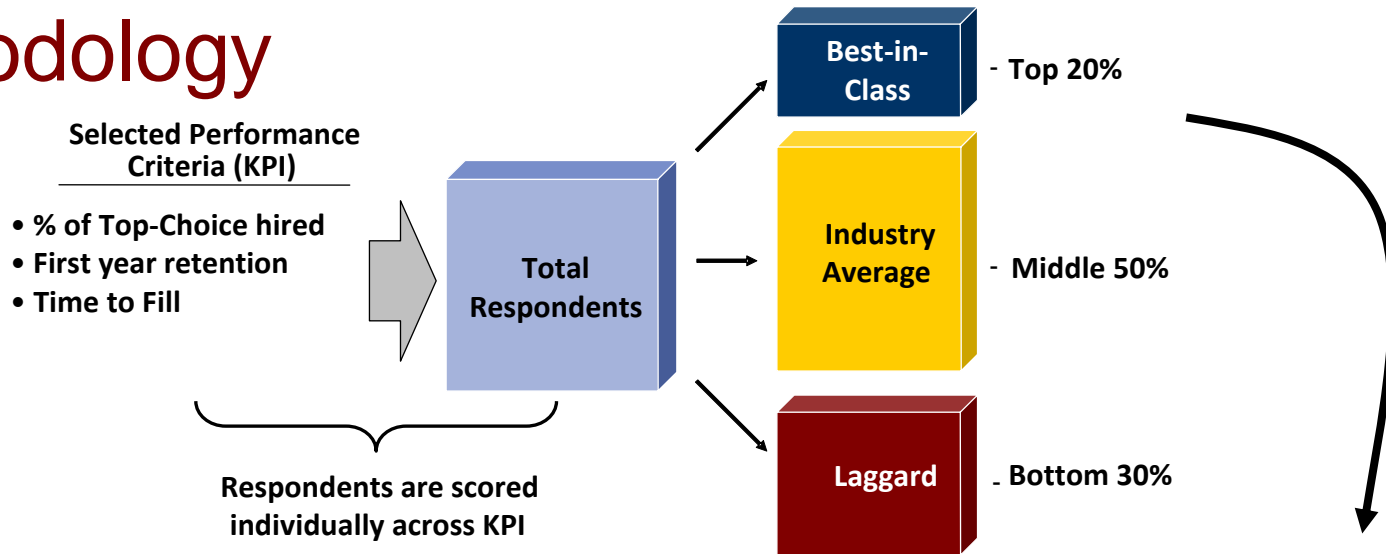 odology
Selected Performance
Criteria (KPI)
• % of Top-Choice hired
• First year retention
• Time to Fill
Total
Respondents
Respondents are scored
individually across KPI
Best-in-
Class
- Top 20%
Industry
Average
- Middle 50%
Laggard
- Bottom 30%